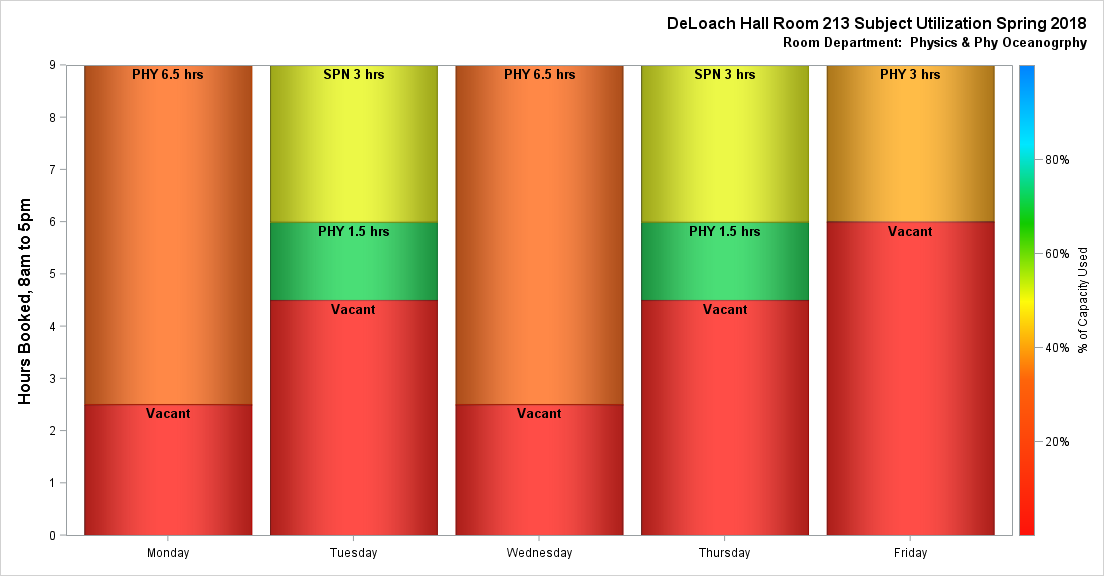 DeLoach Hall Room 213 Subject Utilization Spring 2018
Room Department:  Physics & Phy Oceanogrphy
Hours Booked, 8am to 5pm
9
8
7
6
5
4
3
2
1
0
PHY 6.5 hrs
Vacant
SPN 3 hrs
PHY 1.5 hrs
Vacant
PHY 6.5 hrs
Vacant
SPN 3 hrs
PHY 1.5 hrs
Vacant
PHY 3 hrs
Vacant
Monday
Tuesday
Wednesday
Thursday
Friday
80%
60%
40%
20%
% of Capacity Used